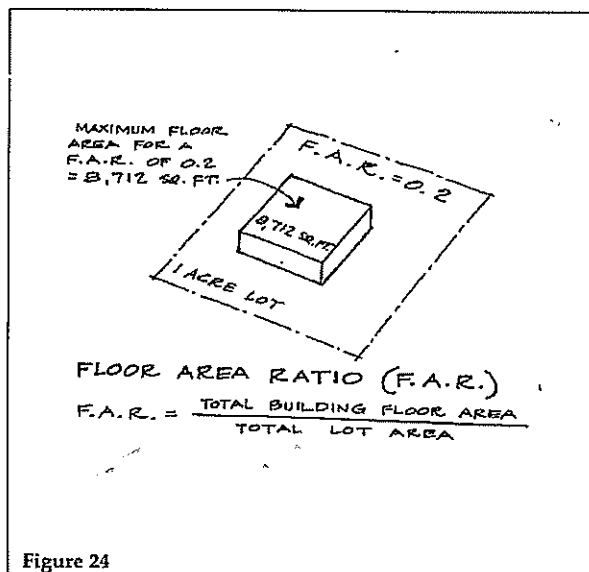 MAXIMUM FLOOR
AREA FOR A
F.A.R. OF 0.2
= 8,712 SQ. FT.
F.A.R. = 0.2
8,712 SQ.FT.
1 ACRE LOT
FLOOR AREA RATIO (F.A.R.)
F.A.R. = TOTAL BUILDING FLOOR AREA
TOTAL LOT AREA
Figure 24